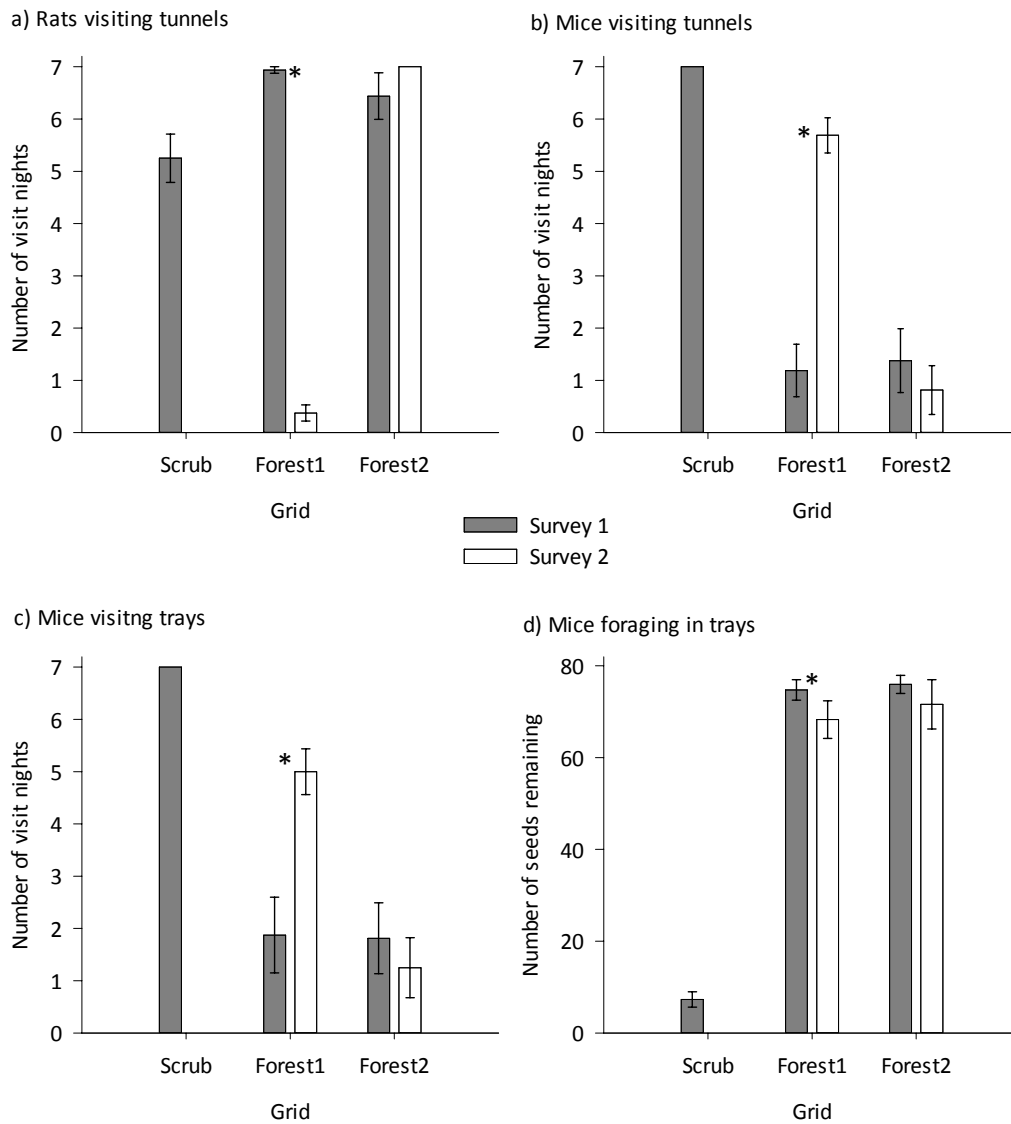 a) Rats visiting tunnels
Number of visit nights
7
6
5
4
3
2
1
0
*
Scrub Forest1 Forest2
Grid
b) Mice visiting tunnels
Number of visit nights
7
6
5
4
3
2
1
0
*
Scrub Forest1 Forest2
Grid
Survey 1
Survey 2
c) Mice visitng trays
Number of visit nights
7
6
5
4
3
2
1
0
*
Scrub Forest1 Forest2
Grid
d) Mice foraging in trays
Number of seeds remaining
80
60
40
20
0
*
Scrub Forest1 Forest2
Grid